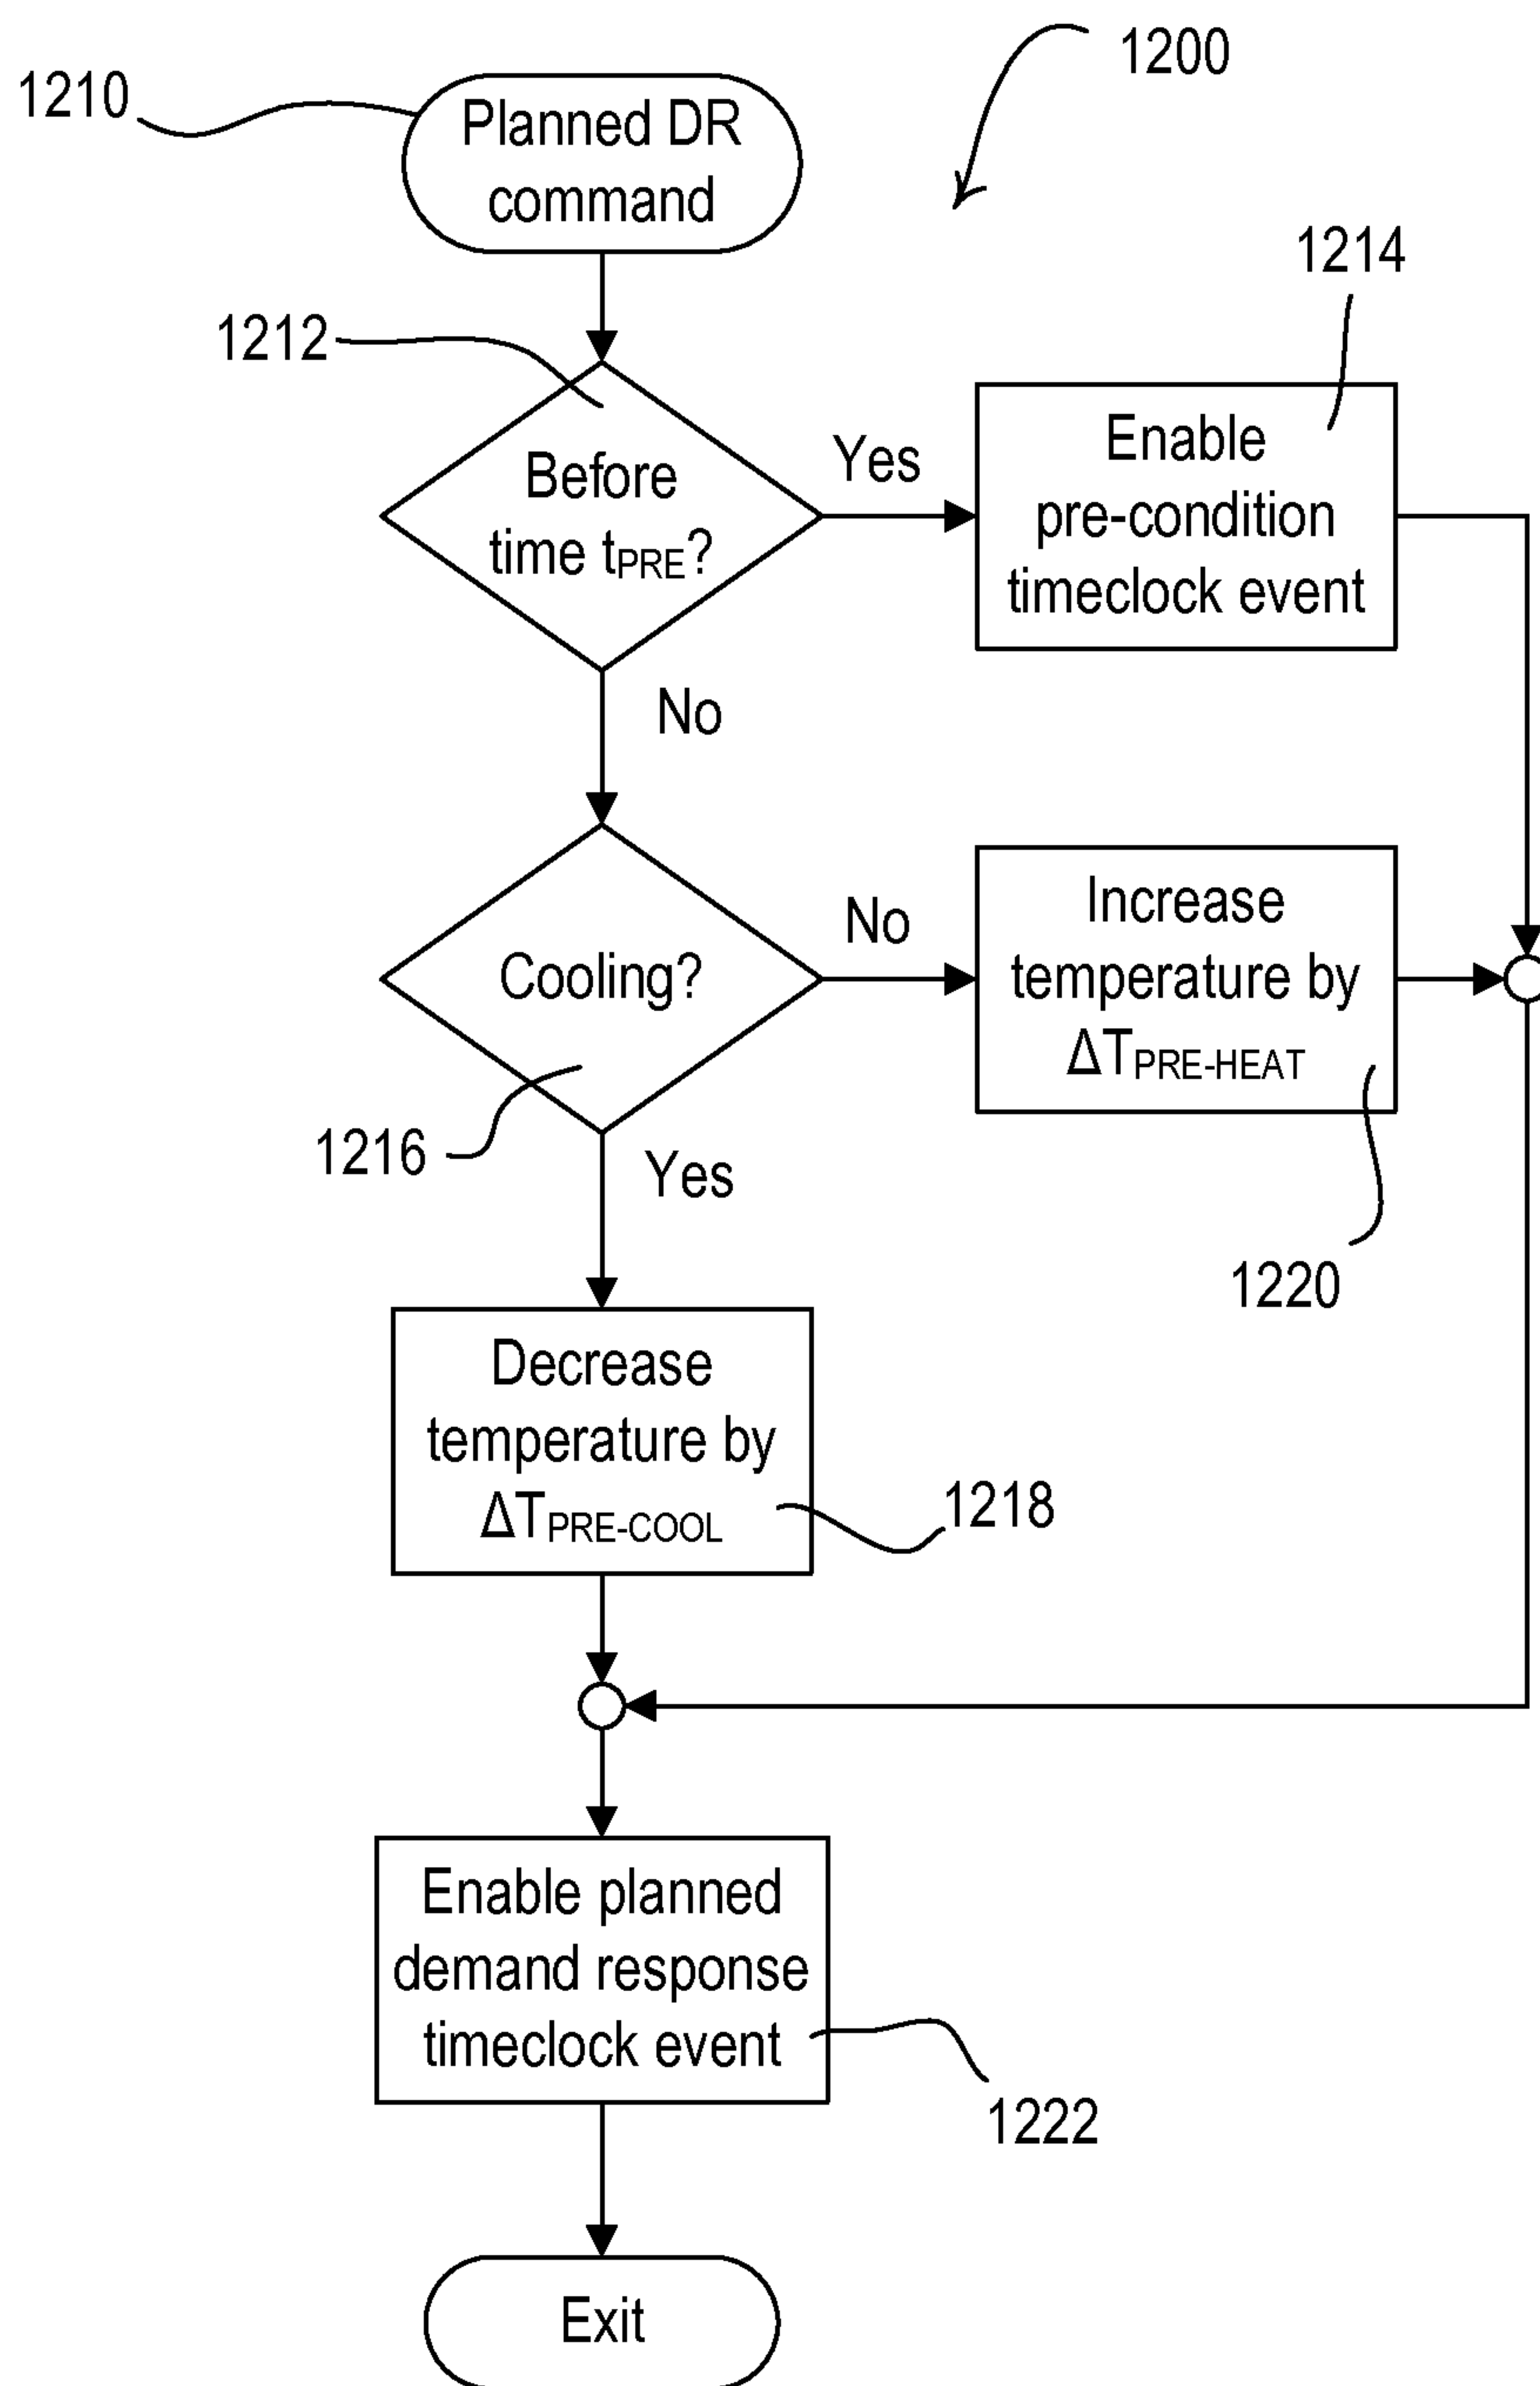 1200
1210
Planned DR
command
1212
Before
time tPRE?
Yes
1214
Enable
pre-condition
timeclock event
No
Cooling?
1216
No
Increase
temperature by
ΔTPRE-HEAT
1220
Yes
Decrease
temperature by
ΔTPRE-COOL
1218
Enable planned
demand response
timeclock event
1222
Exit